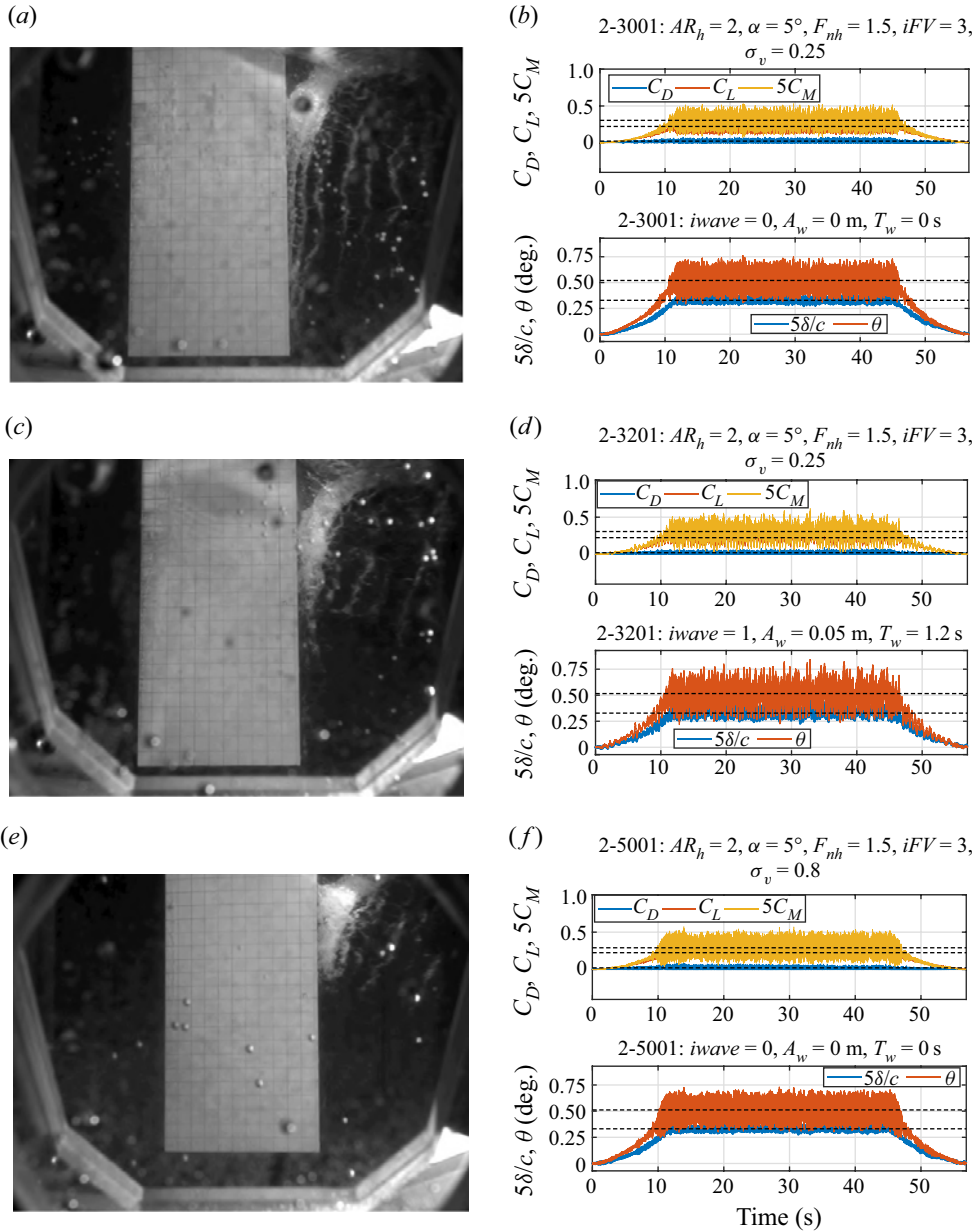 (a)
(b)
2-3001: AR_h = 2, α = 5°, F_nh = 1.5, iFV = 3,
σ_v = 0.25
C_D, C_L, 5C_M
1.0
0.5
0
C_D C_L 5C_M
0 10 20 30 40 50
2-3001: iwave = 0, A_w = 0 m, T_w = 0 s
5δ/c, θ (deg.)
0.75
0.50
0.25
0
5δ/c θ
0 10 20 30 40 50
(c)
(d)
2-3201: AR_h = 2, α = 5°, F_nh = 1.5, iFV = 3,
σ_v = 0.25
C_D, C_L, 5C_M
1.0
0.5
0
C_D C_L 5C_M
0 10 20 30 40 50
2-3201: iwave = 1, A_w = 0.05 m, T_w = 1.2 s
5δ/c, θ (deg.)
0.75
0.50
0.25
0
5δ/c θ
0 10 20 30 40 50
(e)
(f)
2-5001: AR_h = 2, α = 5°, F_nh = 1.5, iFV = 3,
σ_v = 0.8
C_D, C_L, 5C_M
1.0
0.5
0
C_D C_L 5C_M
0 10 20 30 40 50
2-5001: iwave = 0, A_w = 0 m, T_w = 0 s
5δ/c, θ (deg.)
0.75
0.50
0.25
0
5δ/c θ
0 10 20 30 40 50
Time (s)